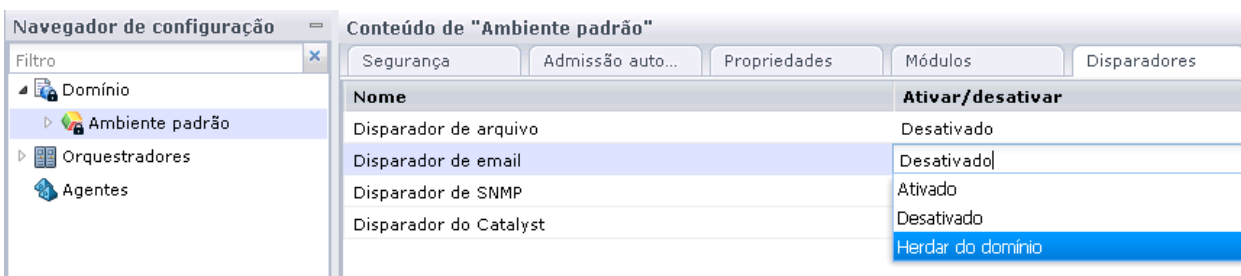 Navegador de configuração
Filtro
Domínio
Ambiente padrão
Orquestradores
Agentes
Conteúdo de "Ambiente padrão"
Segurança Admissão auto... Propriedades Módulos Disparadores
Nome Ativar/desativar
Disparador de arquivo Desativado
Disparador de email Desativado
Disparador de SNMP Ativado
Disparador do Catalyst Desativado
Herdar do domínio